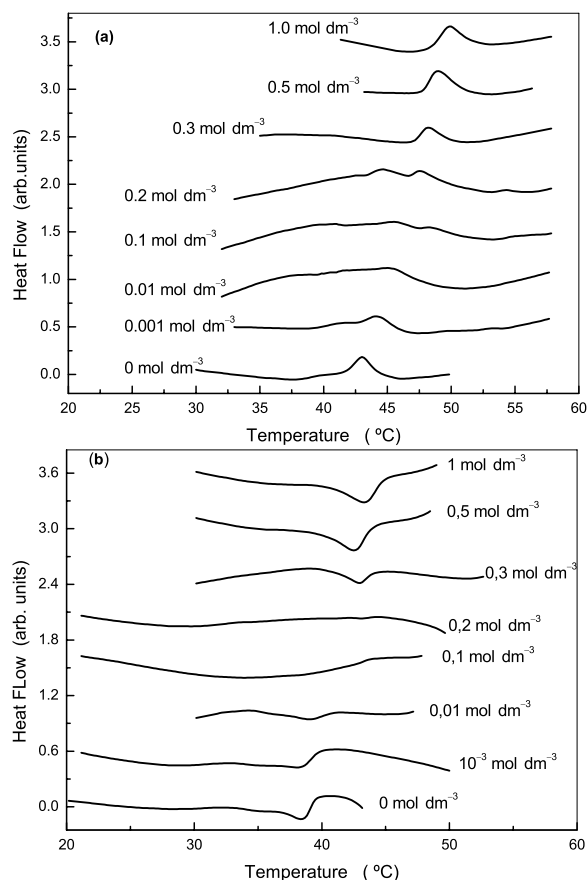 (a)
1.0 mol dm⁻³
0.5 mol dm⁻³
0.3 mol dm⁻³
0.2 mol dm⁻³
0.1 mol dm⁻³
0.01 mol dm⁻³
0.001 mol dm⁻³
0 mol dm⁻³
Heat Flow (arb.units)
3.5
3.0
2.5
2.0
1.5
1.0
0.5
0.0
20 25 30 35 40 45 50 55 60
Temperature ( ºC)
(b)
1 mol dm⁻³
0,5 mol dm⁻³
0,3 mol dm⁻³
0,2 mol dm⁻³
0,1 mol dm⁻³
0,01 mol dm⁻³
10⁻³ mol dm⁻³
0 mol dm⁻³
Heat FLow (arb. units)
3.6
3.0
2.4
1.8
1.2
0.6
0.0
20 30 40 50 60
Temperature ( ºC)